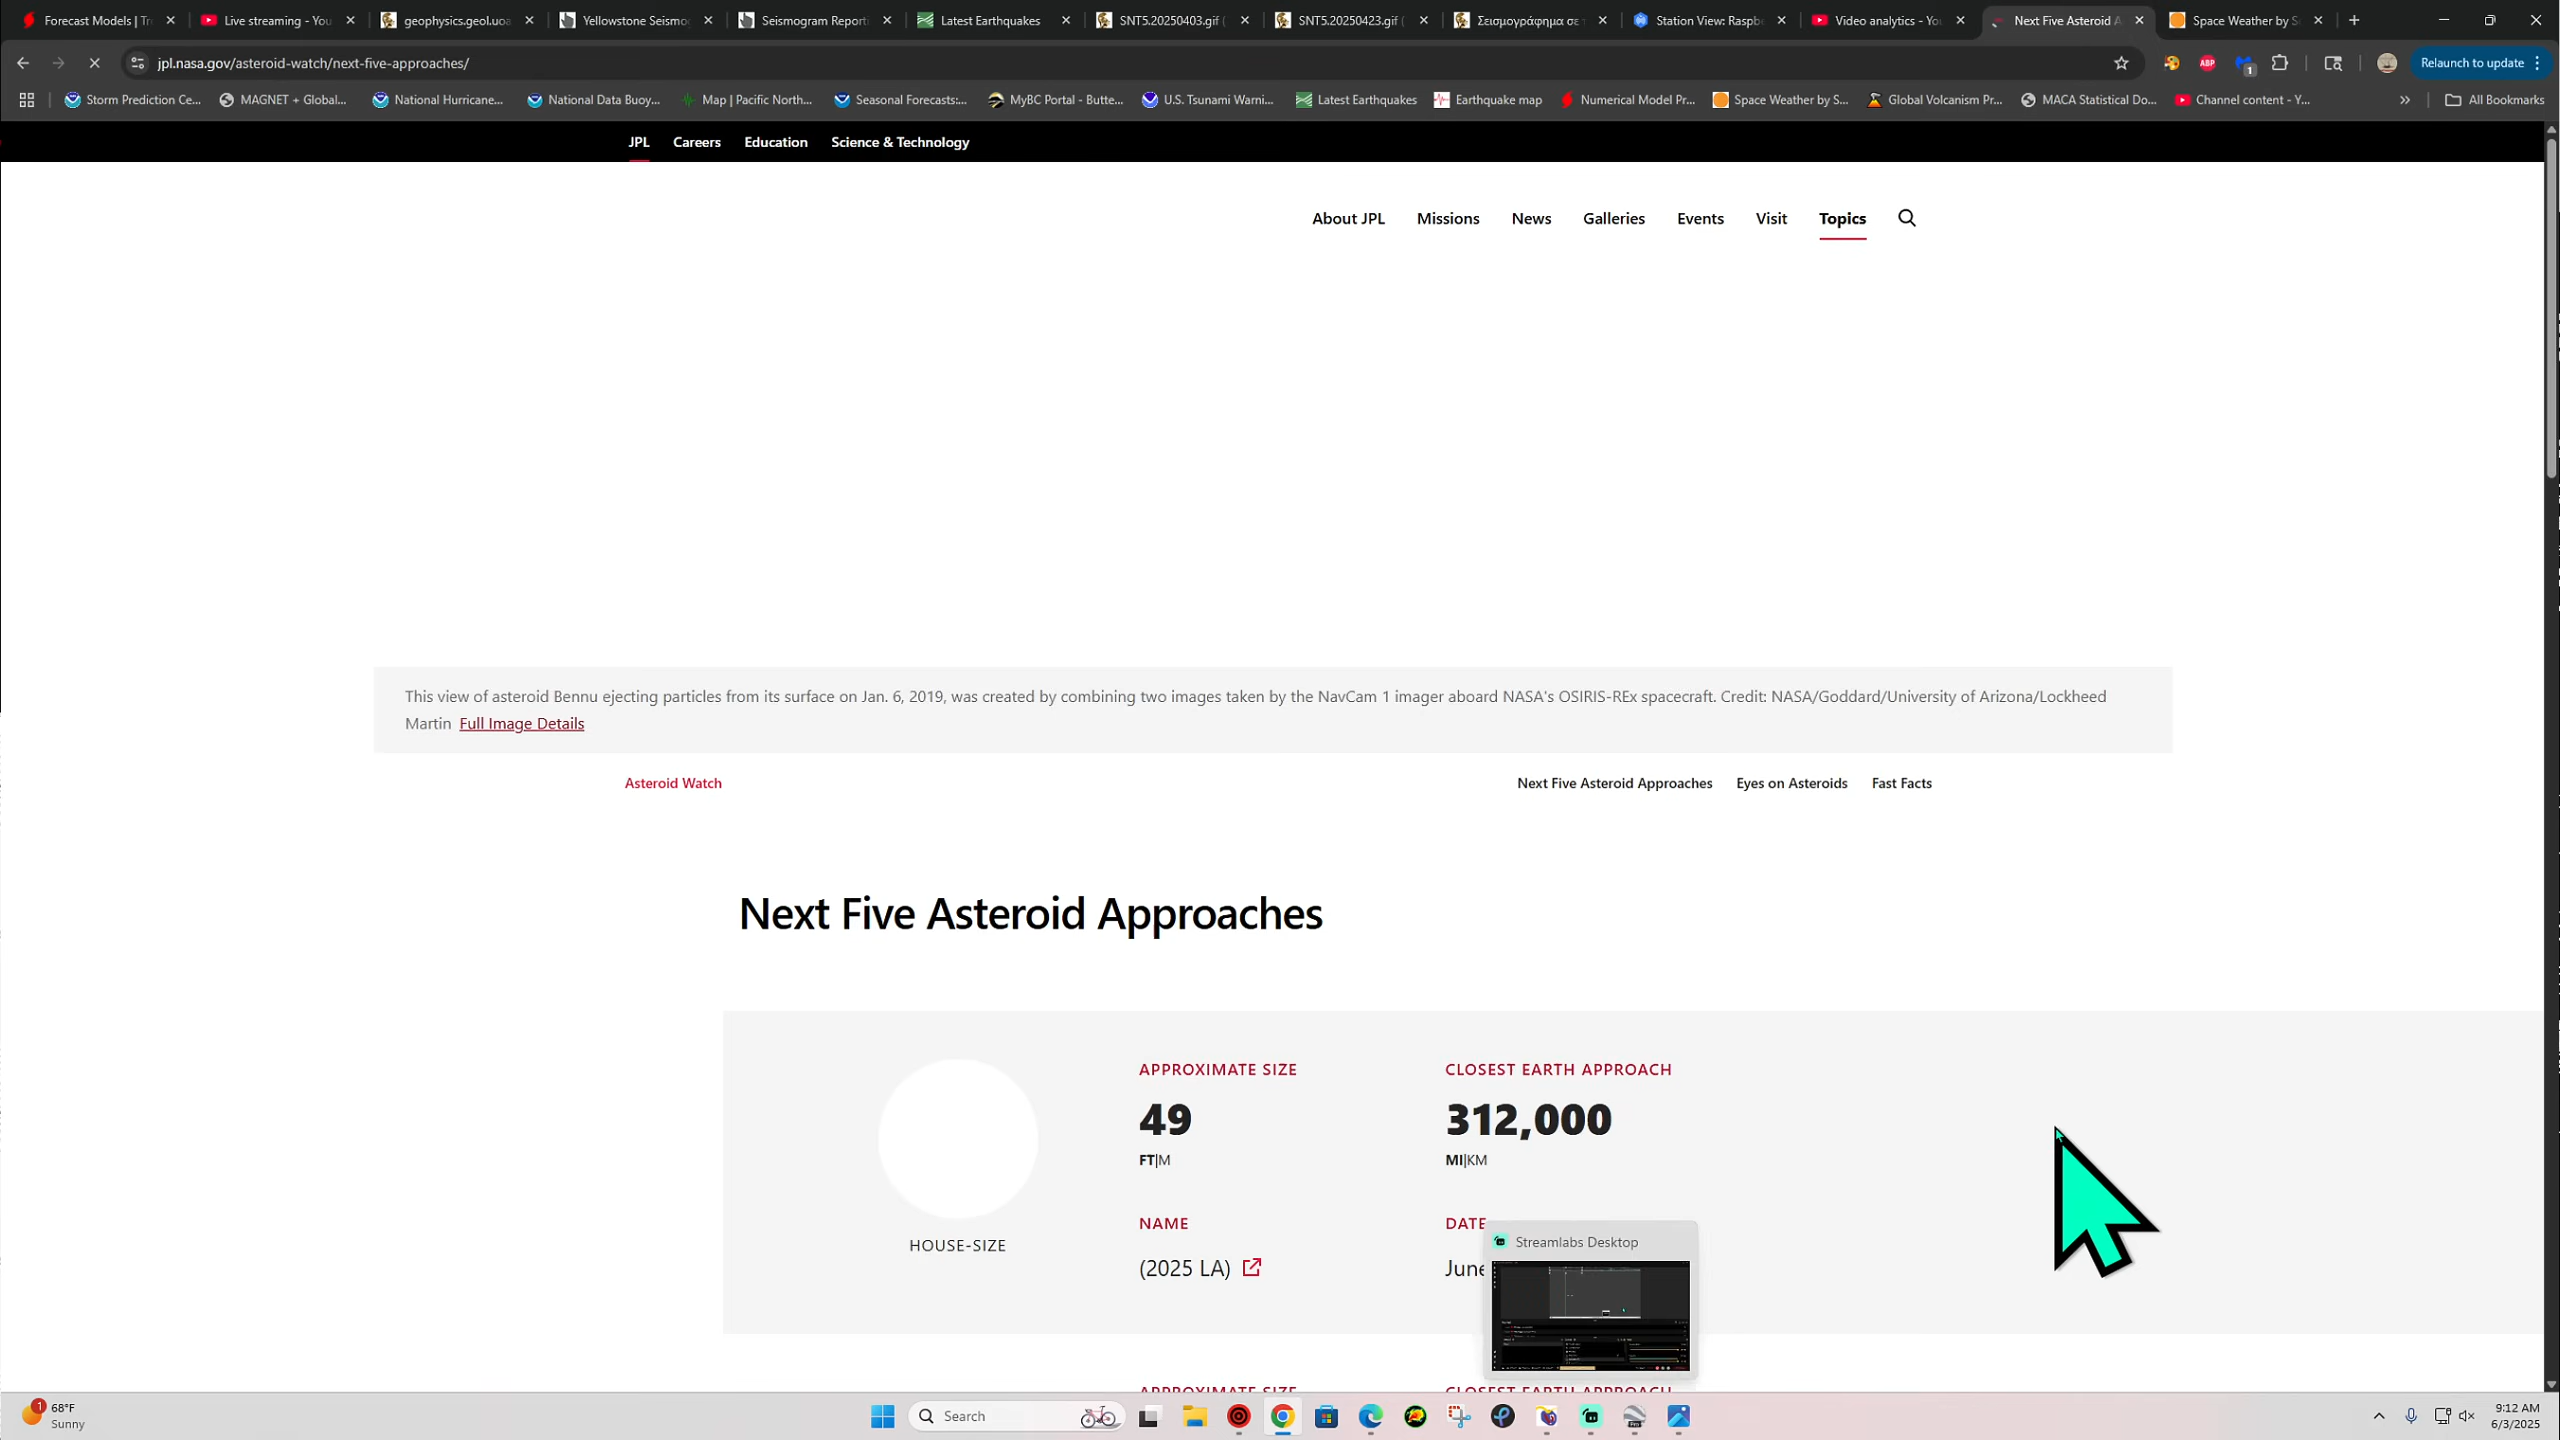 Forecast Models | Tr
Live streaming - You
geophysics.geol.uoa
Yellowstone Seismo
Seismogram Reporti
Latest Earthquakes
SNT5.20250403.gif (
SNT5.20250423.gif (
Σεισμογράφημα σε τ
Station View: Raspb
Video analytics - Yo
Next Five Asteroid A
Space Weather by S
jpl.nasa.gov/asteroid-watch/next-five-approaches/
ABP
1
Relaunch to update
Storm Prediction Ce...
MAGNET + Global...
National Hurricane...
National Data Buoy...
Map | Pacific North...
Seasonal Forecasts:...
MyBC Portal - Butte...
U.S. Tsunami Warni...
Latest Earthquakes
Earthquake map
Numerical Model Pr...
Space Weather by S...
Global Volcanism Pr...
MACA Statistical Do...
Channel content - Y...
All Bookmarks
JPL Careers Education Science & Technology
About JPL Missions News Galleries Events Visit Topics
This view of asteroid Bennu ejecting particles from its surface on Jan. 6, 2019, was created by combining two images taken by the NavCam 1 imager aboard NASA's OSIRIS-REx spacecraft. Credit: NASA/Goddard/University of Arizona/Lockheed
Martin Full Image Details
Asteroid Watch
Next Five Asteroid Approaches Eyes on Asteroids Fast Facts
Next Five Asteroid Approaches
APPROXIMATE SIZE
CLOSEST EARTH APPROACH
49
312,000
FT|M
MI|KM
NAME
DATE
HOUSE-SIZE
(2025 LA)
June
Streamlabs Desktop
APPROXIMATE SIZE
CLOSEST EARTH APPROACH
1
68°F
Sunny
Search
9:12 AM
6/3/2025